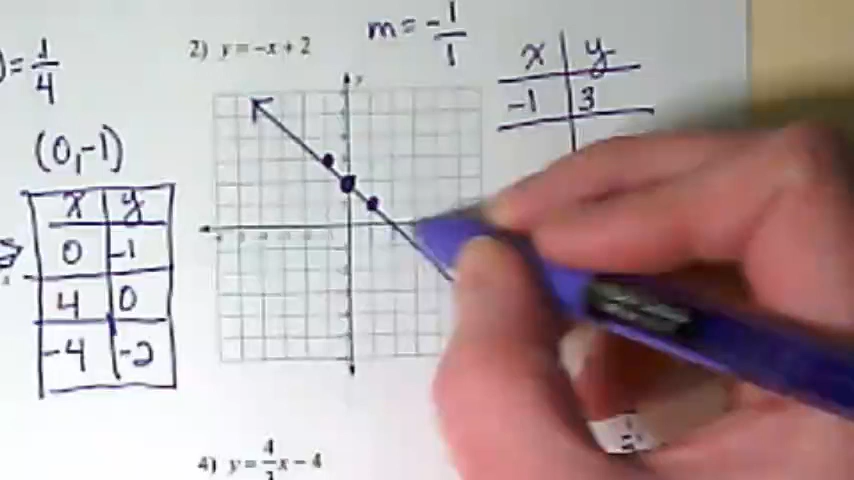 ) = 1/4
(0,-1)
x y
0 -1
4 0
-4 -2
2) y = -x + 2
m = -1/1
y
x y
-1 3
4) y = 4/3 x - 4